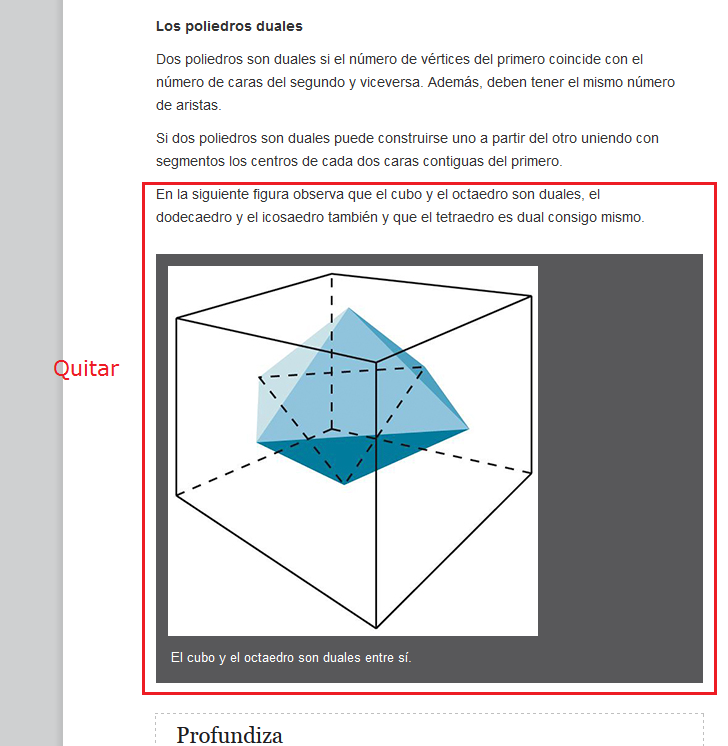 Los poliedros duales
Dos poliedros son duales si el número de vértices del primero coincide con el
número de caras del segundo y viceversa. Además, deben tener el mismo número
de aristas.
Si dos poliedros son duales puede construirse uno a partir del otro uniendo con
segmentos los centros de cada dos caras contiguas del primero.
En la siguiente figura observa que el cubo y el octaedro son duales, el
dodecaedro y el icosaedro también y que el tetraedro es dual consigo mismo.
Quitar
El cubo y el octaedro son duales entre sí.
Profundiza